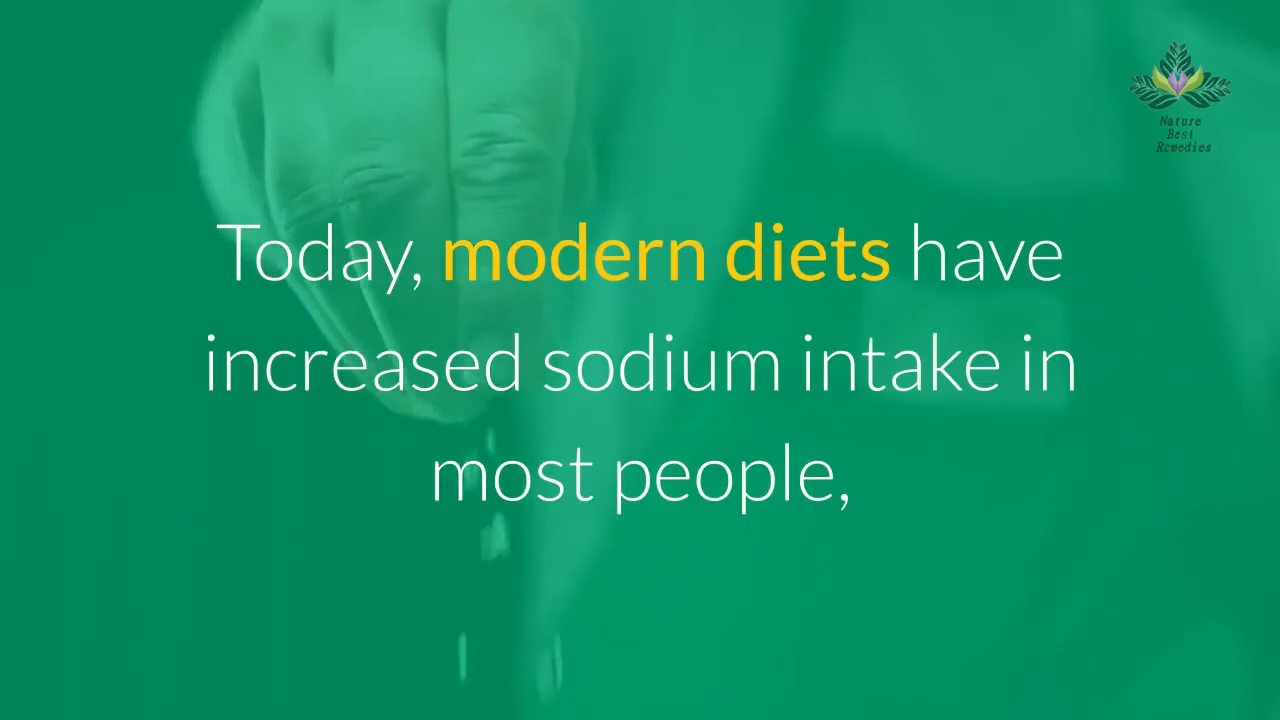 Nature
Best
Remedies
Today, modern diets have
increased sodium intake in
most people,